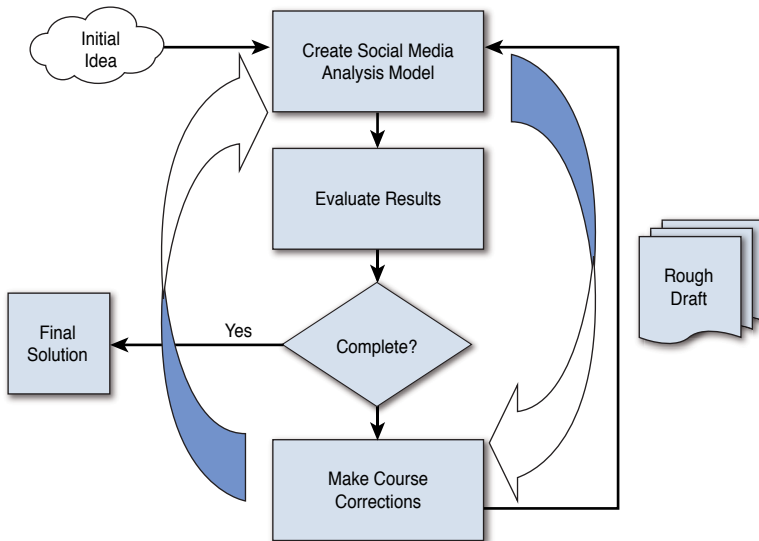 Initial
Idea
Create Social Media
Analysis Model
Evaluate Results
Rough
Draft
Final
Solution
Yes
Complete?
Make Course
Corrections